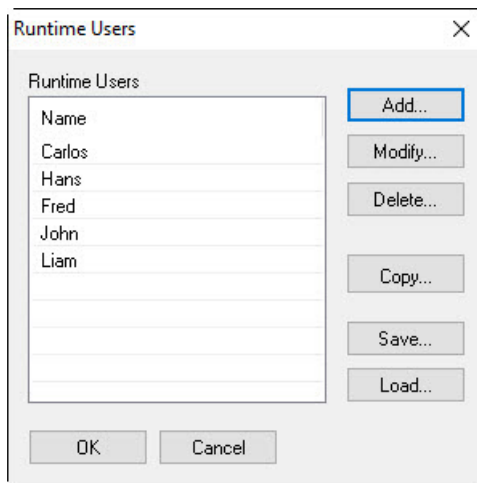 Runtime Users
Runtime Users
Name
Carlos
Hans
Fred
John
Liam
Add...
Modify...
Delete...
Copy...
Save...
Load...
OK
Cancel